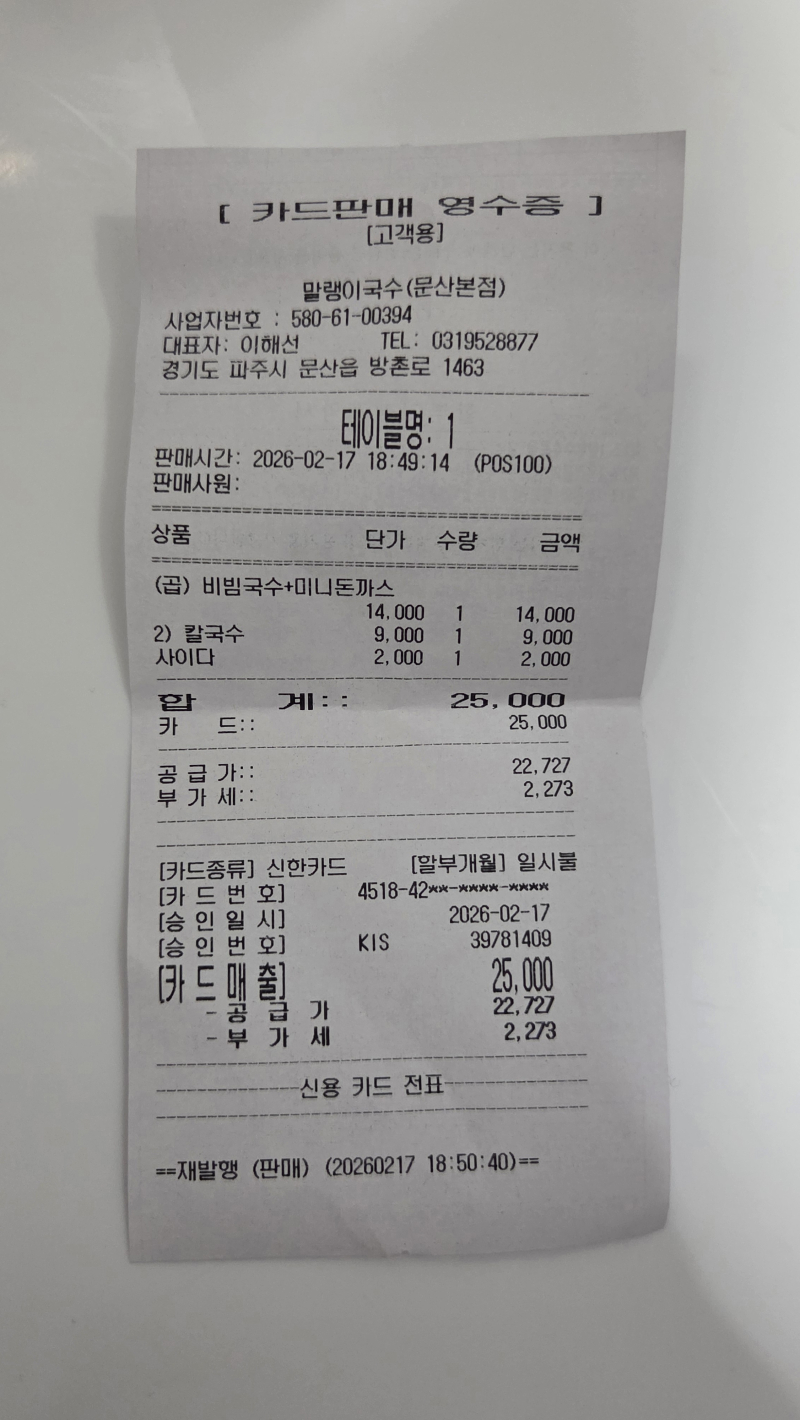 [ 카드판매 영수증 ]
[고객용]
말랭이국수(문산본점)
사업자번호 : 580-61-00394
대표자: 이해선 TEL: 0319528877
경기도 파주시 문산읍 방촌로 1463
테이블명: 1
판매시간: 2026-02-17 18:49:14 (POS100)
판매사원:
상품 단가 수량 금액
(곱) 비빔국수+미니돈까스
14,000 1 14,000
2) 칼국수 9,000 1 9,000
사이다 2,000 1 2,000
합 계:: 25,000
카 드:: 25,000
공 급 가:: 22,727
부 가 세:: 2,273
[카드종류] 신한카드 [할부개월] 일시불
[카 드 번 호] 4518-42**-****-****
[승 인 일 시] 2026-02-17
[승 인 번 호] KIS 39781409
[카 드 매 출] 25,000
- 공 급 가 22,727
- 부 가 세 2,273
신용 카드 전표
==재발행 (판매) (20260217 18:50:40)==